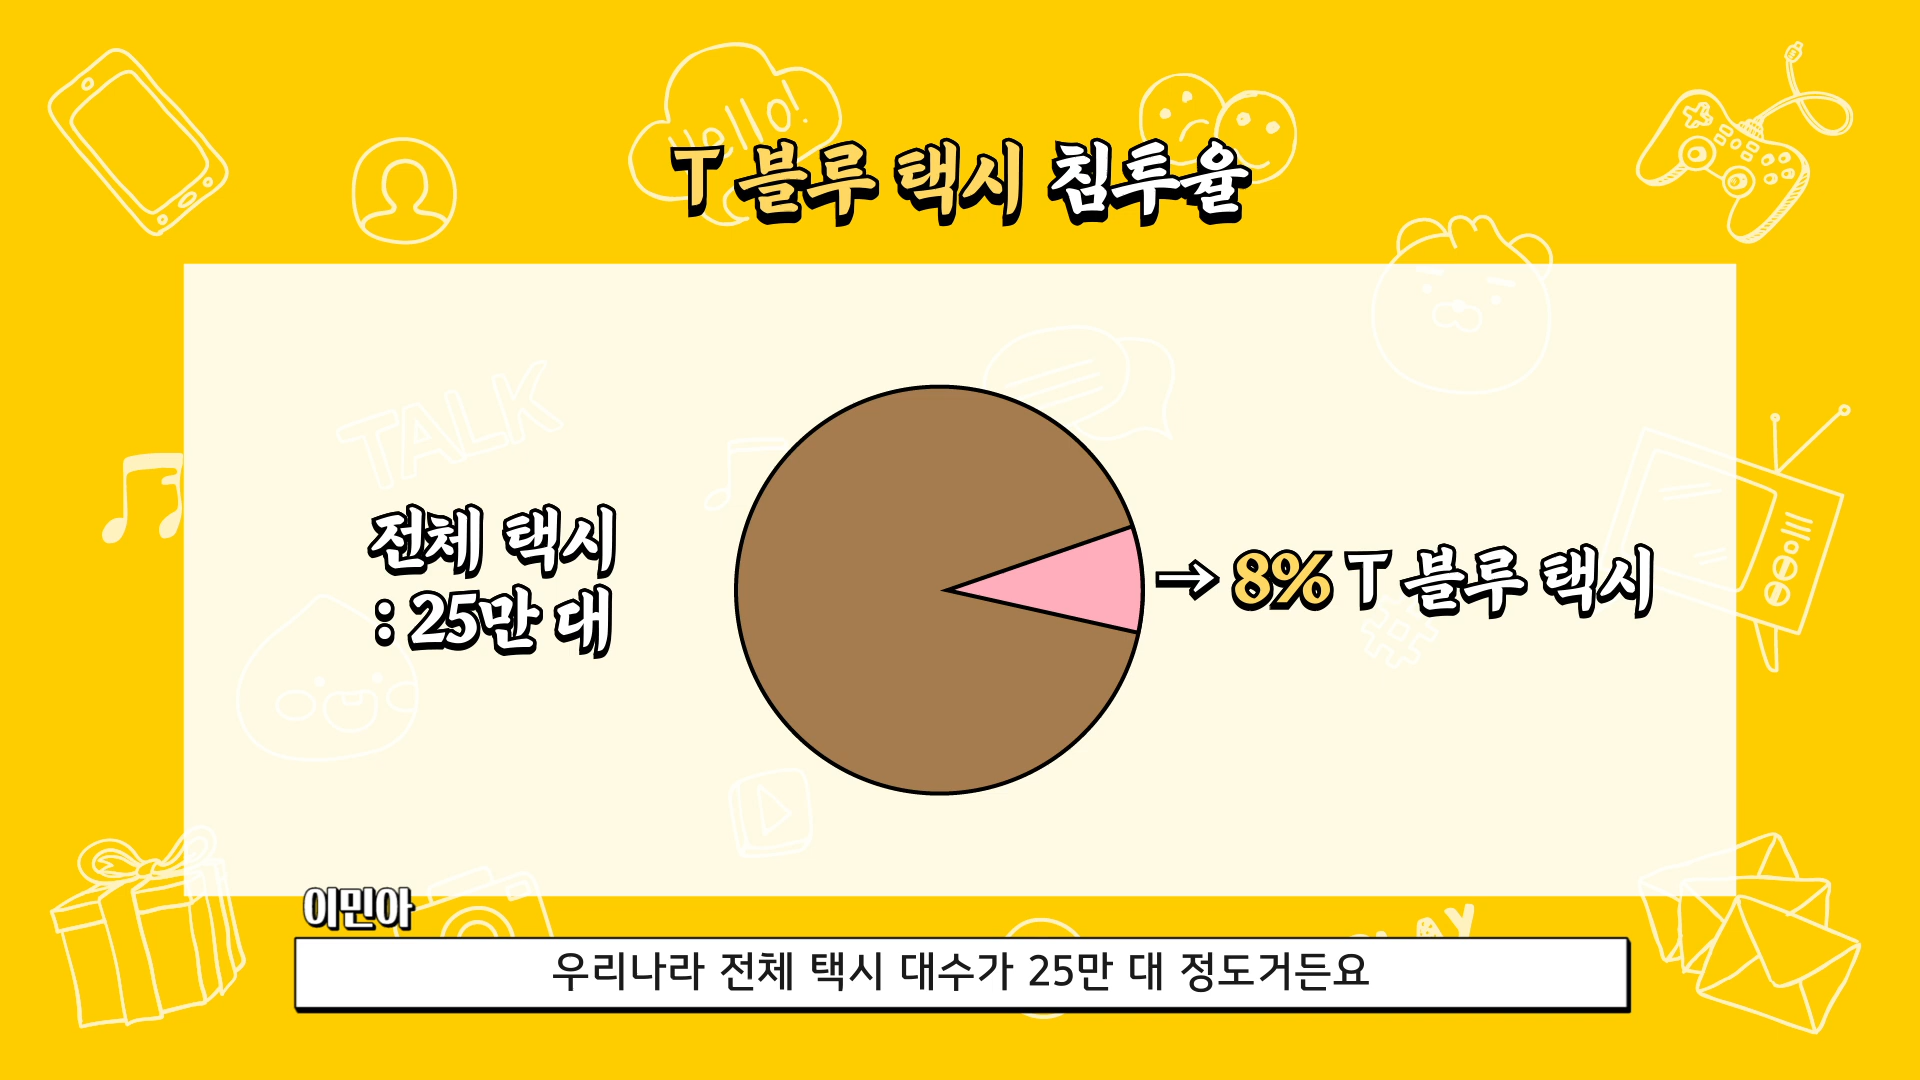 Hello!
T 블루 택시 침투율
TALK
전체 택시
: 25만 대
→ 8% T 블루 택시
#
이민아
우리나라 전체 택시 대수가 25만 대 정도거든요